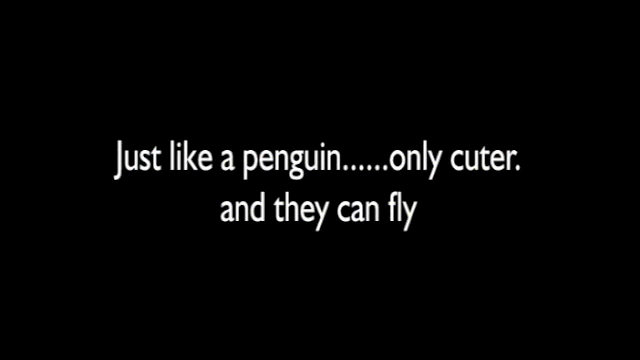 Just like a penguin......only cuter.
and they can fly